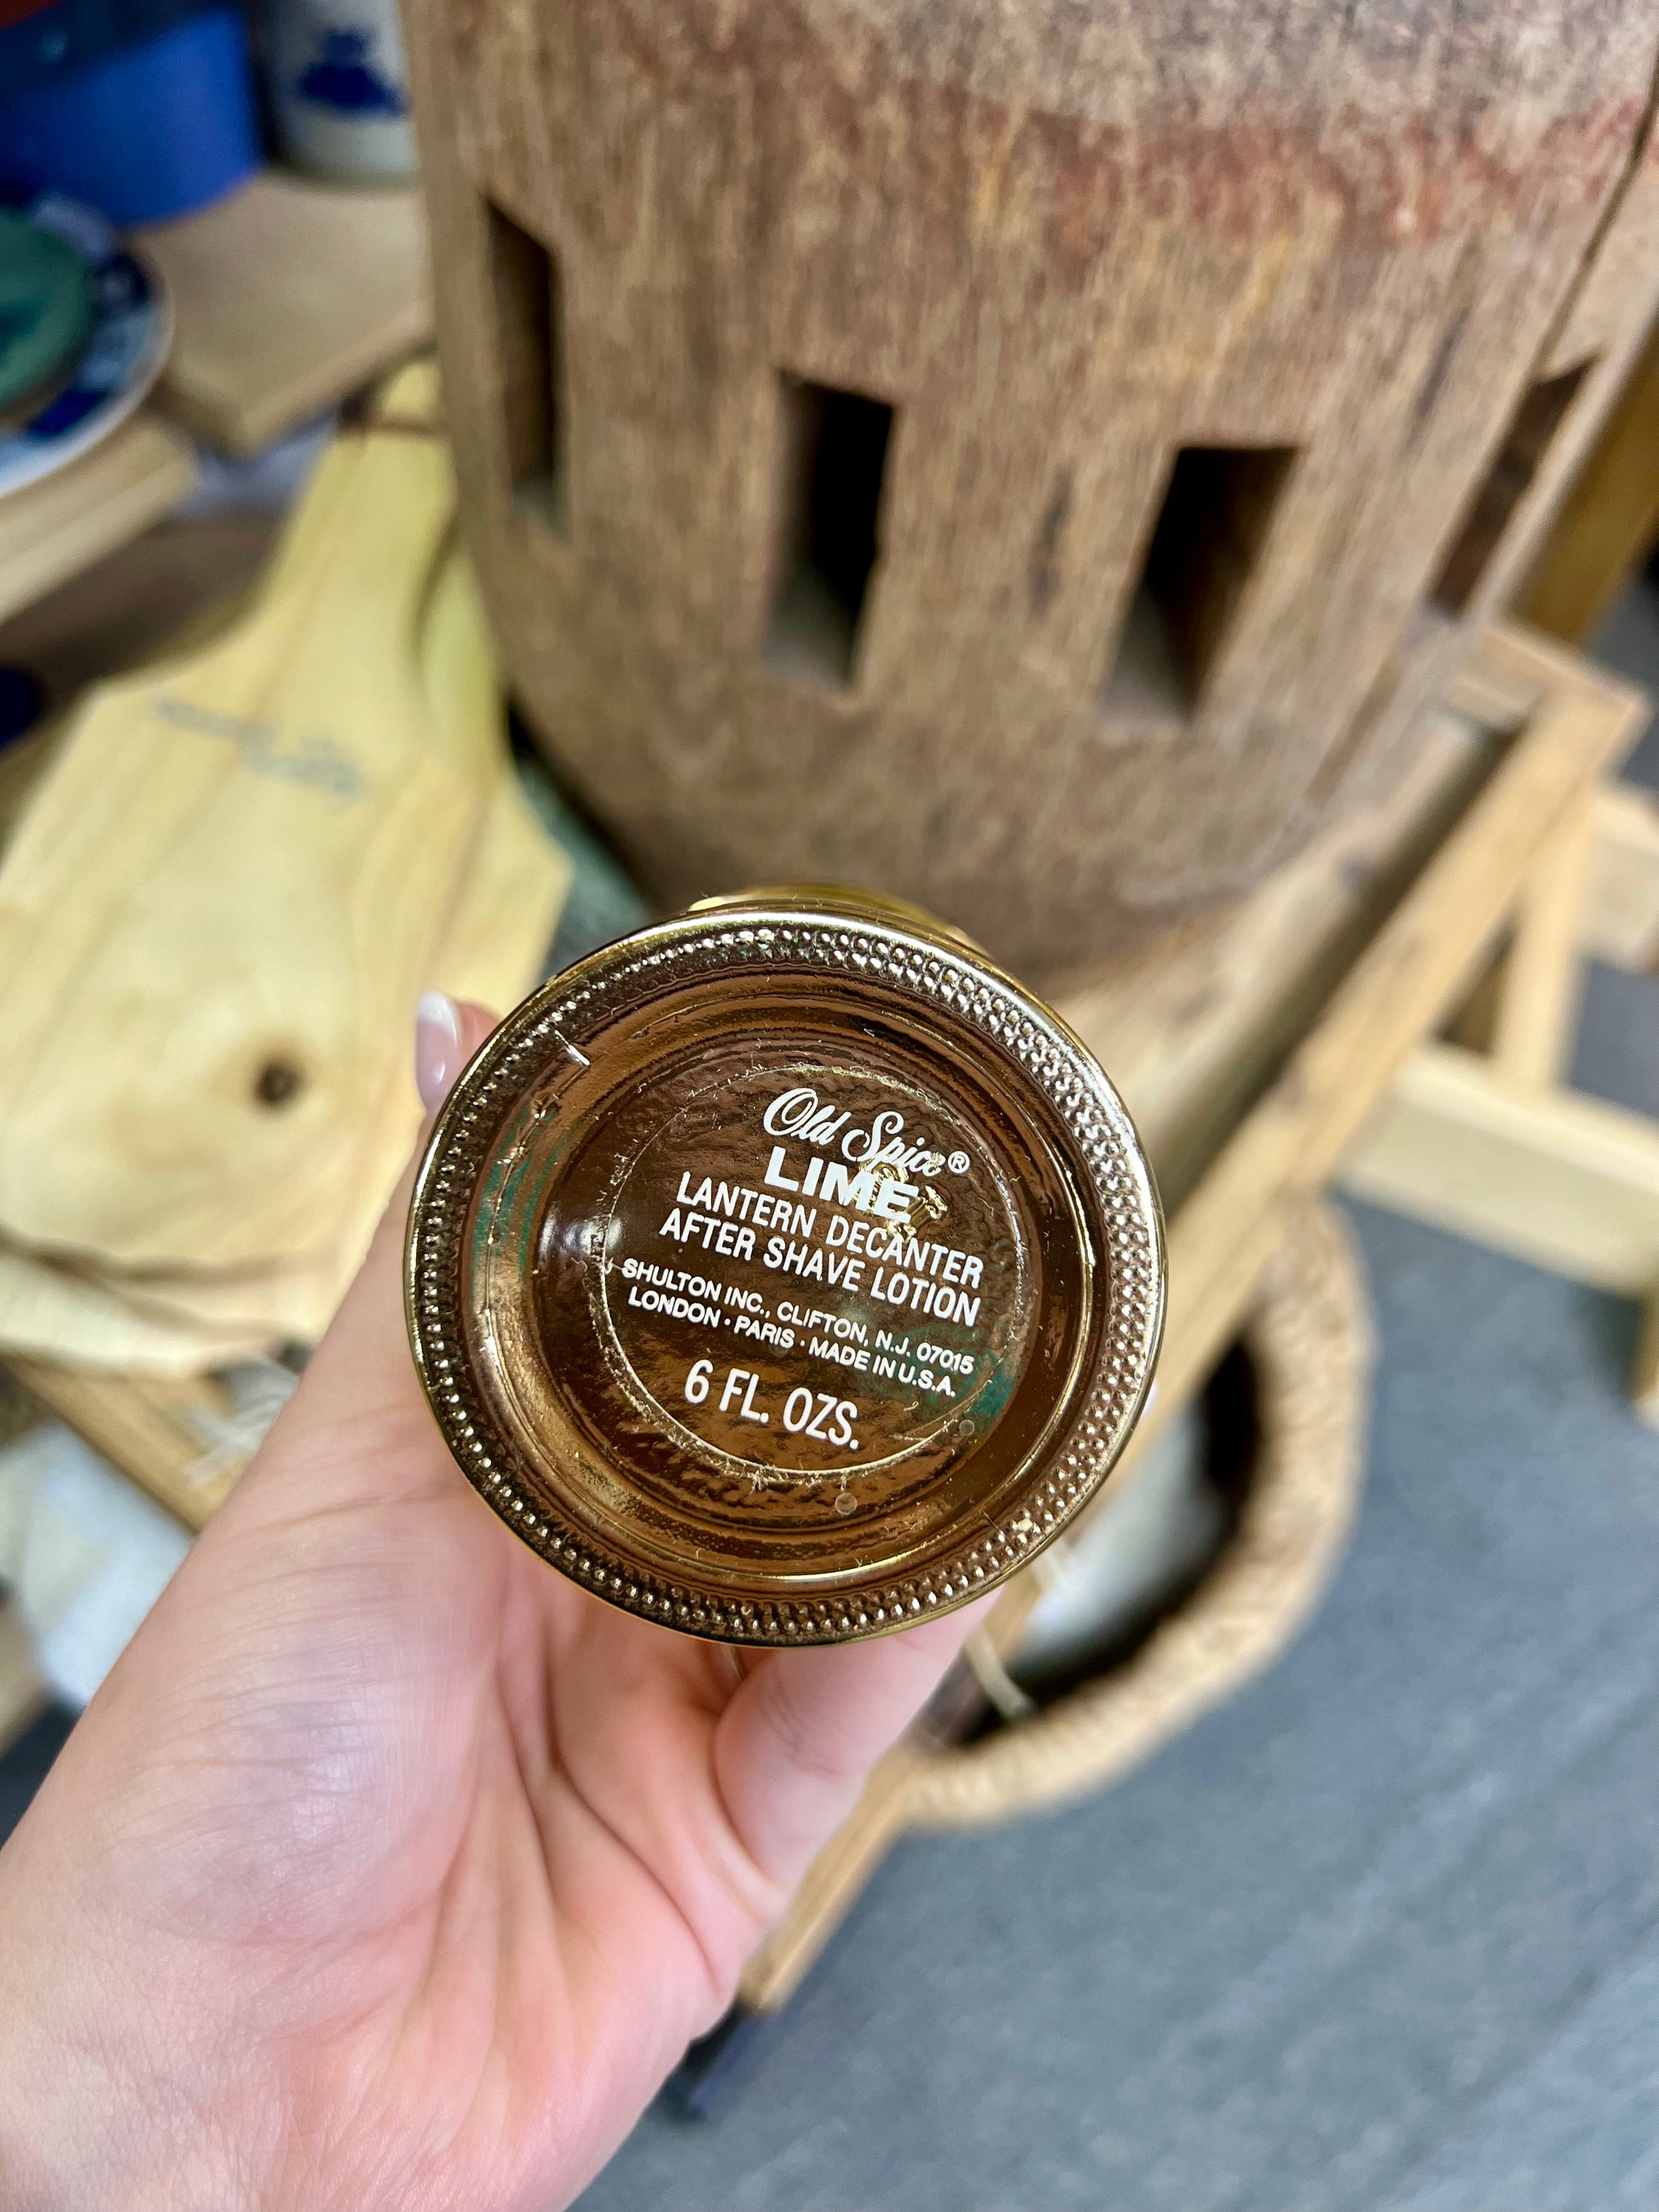 Old Spice®
LIME
LANTERN DECANTER
AFTER SHAVE LOTION
SHULTON INC., CLIFTON, N.J. 07015
LONDON · PARIS · MADE IN U.S.A.
6 FL. OZS.